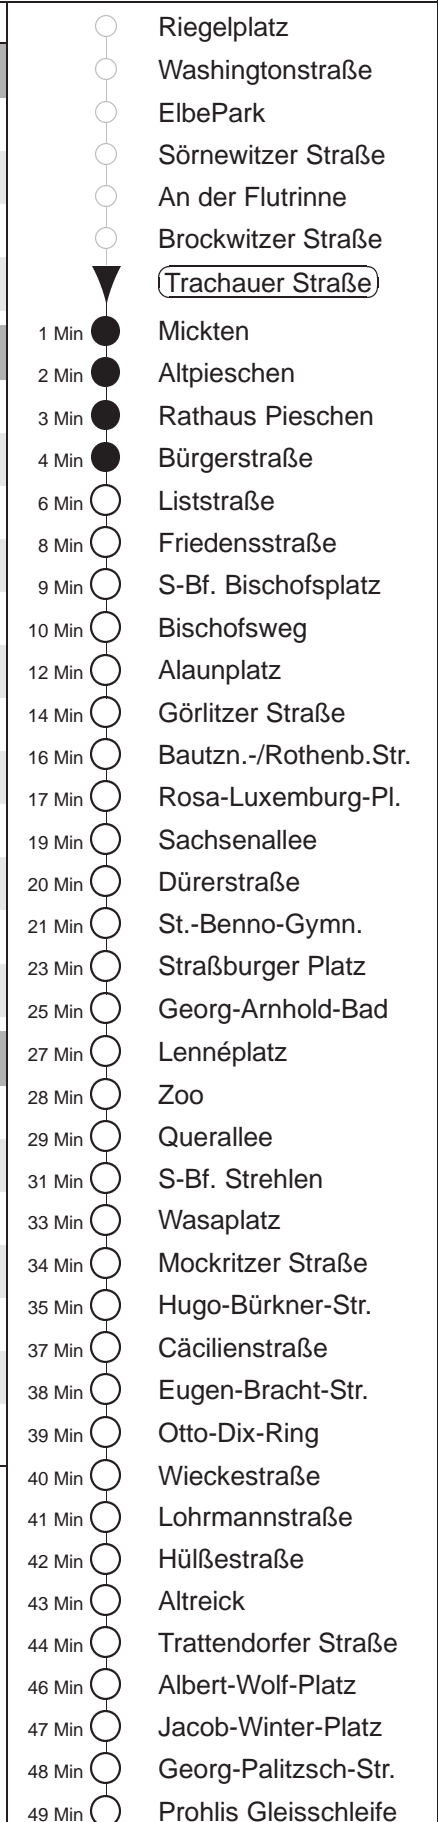 Riegelplatz
Washingtonstraße
ElbePark
Sörnewitzer Straße
An der Flutrinne
Brockwitzer Straße
Trachauer Straße
1 Min Mickten
2 Min Altpieschen
3 Min Rathaus Pieschen
4 Min Bürgerstraße
6 Min Liststraße
8 Min Friedensstraße
9 Min S-Bf. Bischofsplatz
10 Min Bischofsweg
12 Min Alaunplatz
14 Min Görlitzer Straße
16 Min Bautzn.-/Rothenb.Str.
17 Min Rosa-Luxemburg-Pl.
19 Min Sachsenallee
20 Min Dürerstraße
21 Min St.-Benno-Gymn.
23 Min Straßburger Platz
25 Min Georg-Arnhold-Bad
27 Min Lennéplatz
28 Min Zoo
29 Min Querallee
31 Min S-Bf. Strehlen
33 Min Wasaplatz
34 Min Mockritzer Straße
35 Min Hugo-Bürkner-Str.
37 Min Cäcilienstraße
38 Min Eugen-Bracht-Str.
39 Min Otto-Dix-Ring
40 Min Wieckestraße
41 Min Lohrmannstraße
42 Min Hülßestraße
43 Min Altreick
44 Min Trattendorfer Straße
46 Min Albert-Wolf-Platz
47 Min Jacob-Winter-Platz
48 Min Georg-Palitzsch-Str.
49 Min Prohlis Gleisschleife